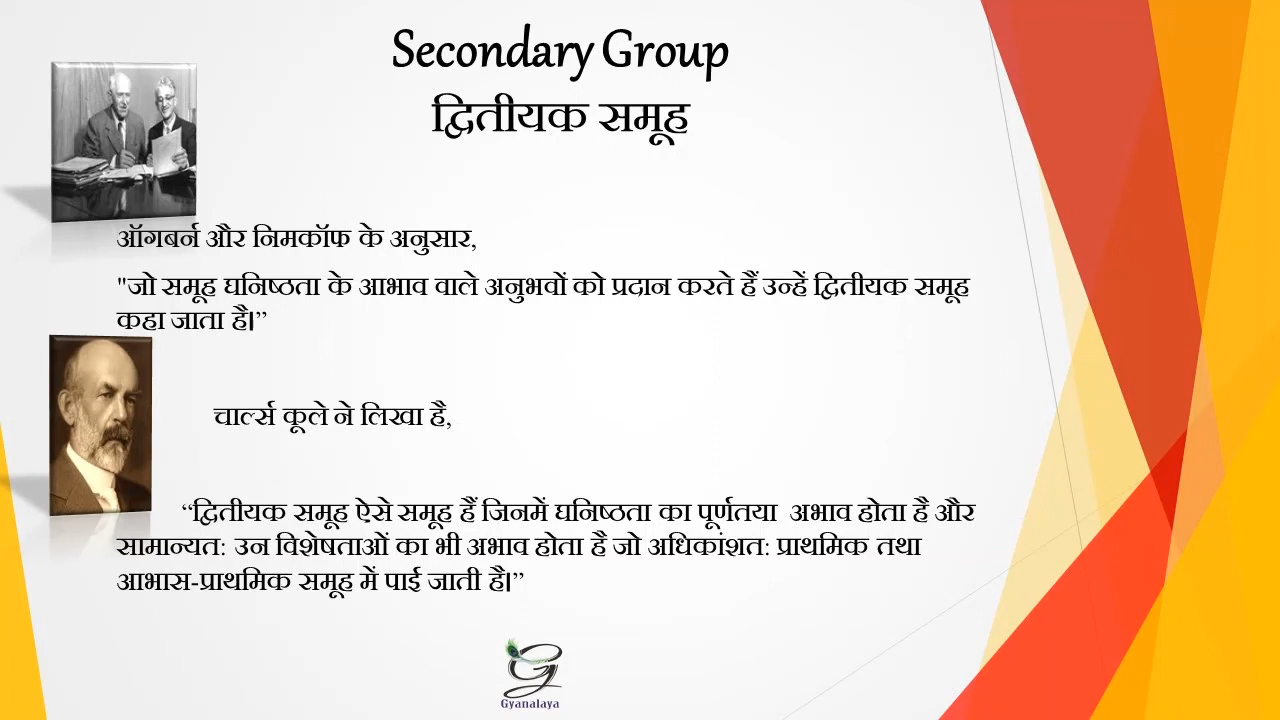 Secondary Group
द्वितीयक समूह
ऑगबर्न और निमकॉफ के अनुसार,
"जो समूह घनिष्ठता के आभाव वाले अनुभवों को प्रदान करते हैं उन्हें द्वितीयक समूह
कहा जाता है।”
चार्ल्स कूले ने लिखा है,
“द्वितीयक समूह ऐसे समूह हैं जिनमें घनिष्ठता का पूर्णतया अभाव होता है और
सामान्यत: उन विशेषताओं का भी अभाव होता है जो अधिकांशत: प्राथमिक तथा
आभास-प्राथमिक समूह में पाई जाती है।”
Gyanalaya